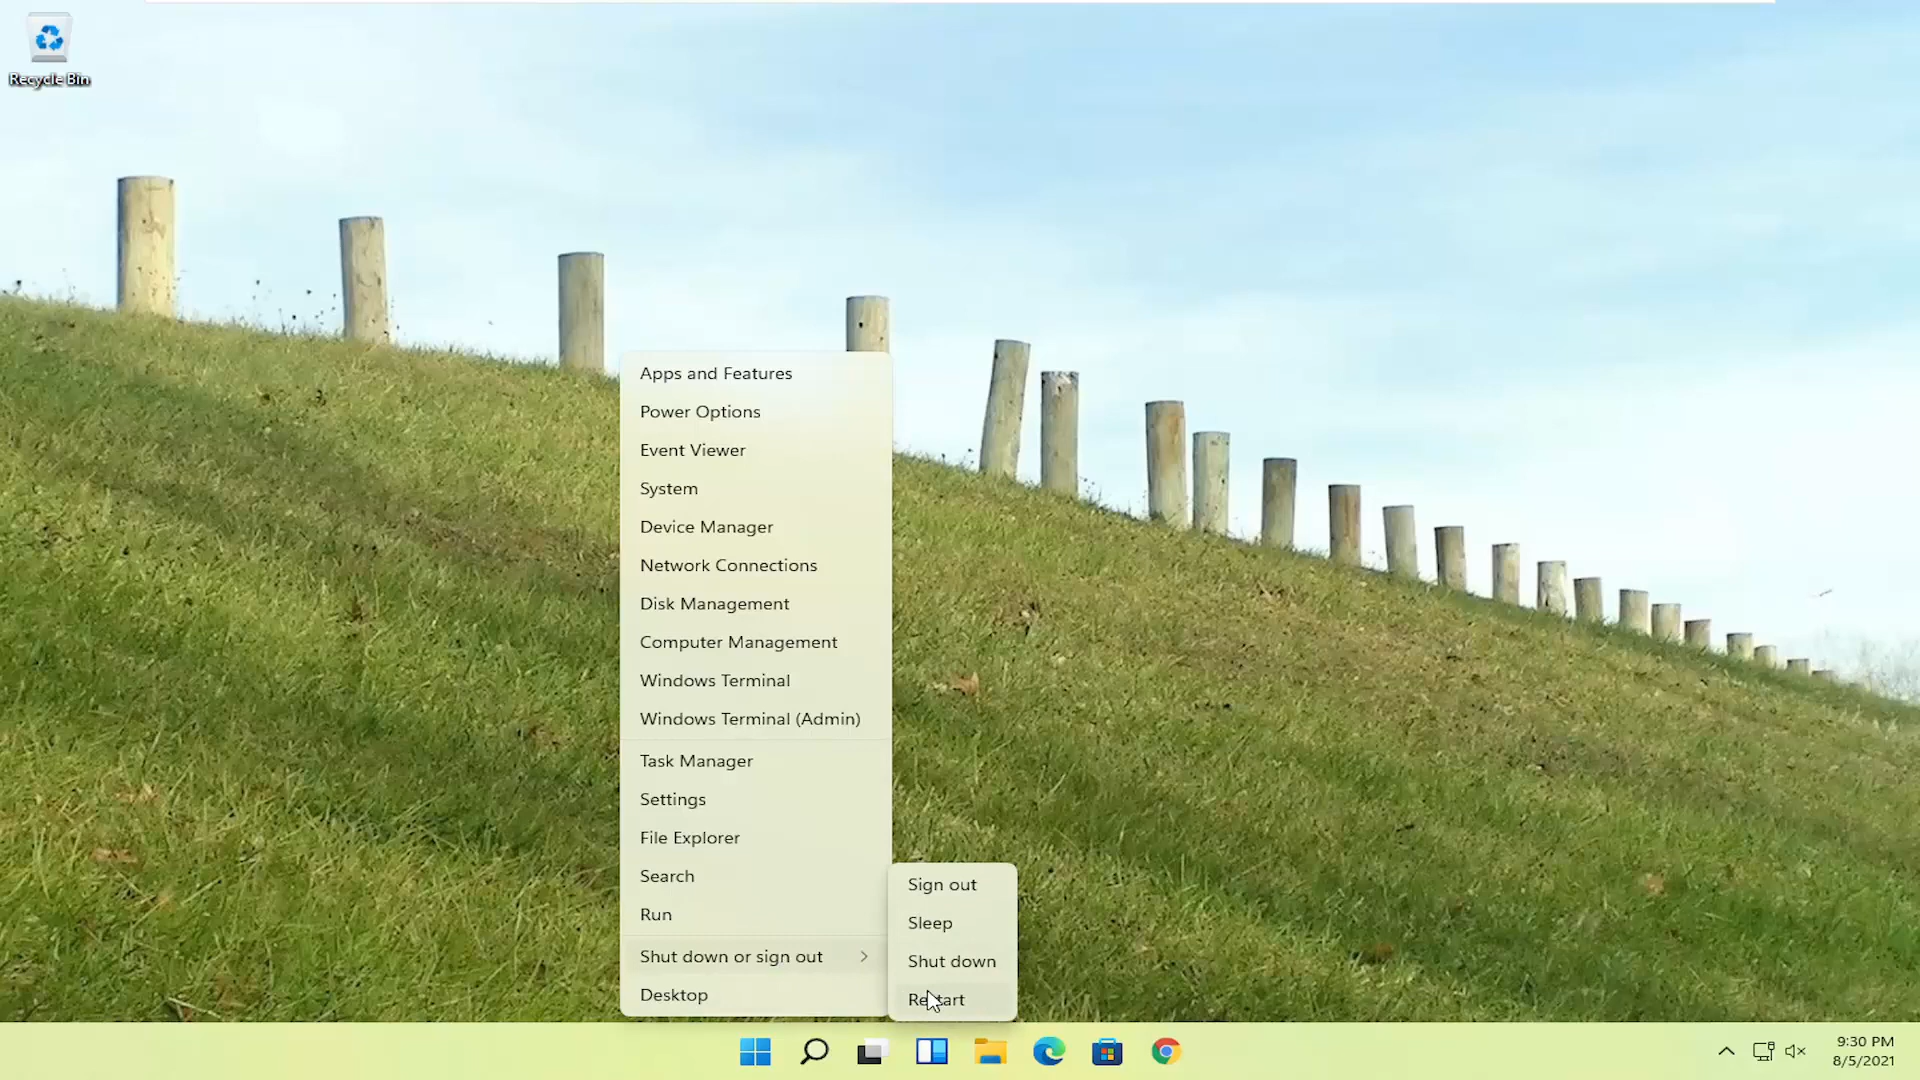 Recycle Bin
Apps and Features
Power Options
Event Viewer
System
Device Manager
Network Connections
Disk Management
Computer Management
Windows Terminal
Windows Terminal (Admin)
Task Manager
Settings
File Explorer
Search
Run
Shut down or sign out
Desktop
Sign out
Sleep
Shut down
Restart
9:30 PM
8/5/2021